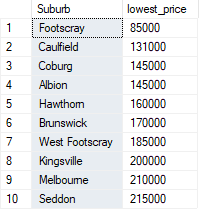 Suburb lowest_price
1 Footscray 85000
2 Caulfield 131000
3 Coburg 145000
4 Albion 145000
5 Hawthorn 160000
6 Brunswick 170000
7 West Footscray 185000
8 Kingsville 200000
9 Melbourne 210000
10 Seddon 215000